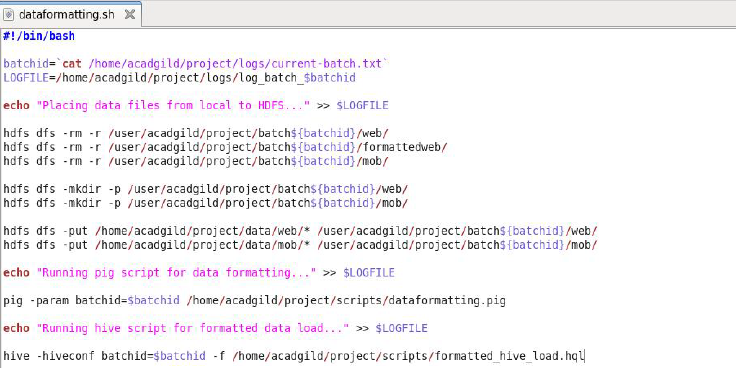 dataformatting.sh
#!/bin/bash
batchid=`cat /home/acadgild/project/logs/current-batch.txt`
LOGFILE=/home/acadgild/project/logs/log_batch_$batchid
echo "Placing data files from local to HDFS..." >> $LOGFILE
hdfs dfs -rm -r /user/acadgild/project/batch${batchid}/web/
hdfs dfs -rm -r /user/acadgild/project/batch${batchid}/formattedweb/
hdfs dfs -rm -r /user/acadgild/project/batch${batchid}/mob/
hdfs dfs -mkdir -p /user/acadgild/project/batch${batchid}/web/
hdfs dfs -mkdir -p /user/acadgild/project/batch${batchid}/mob/
hdfs dfs -put /home/acadgild/project/data/web/* /user/acadgild/project/batch${batchid}/web/
hdfs dfs -put /home/acadgild/project/data/mob/* /user/acadgild/project/batch${batchid}/mob/
echo "Running pig script for data formatting..." >> $LOGFILE
pig -param batchid=$batchid /home/acadgild/project/scripts/dataformatting.pig
echo "Running hive script for formatted data load..." >> $LOGFILE
hive -hiveconf batchid=$batchid -f /home/acadgild/project/scripts/formatted_hive_load.hql